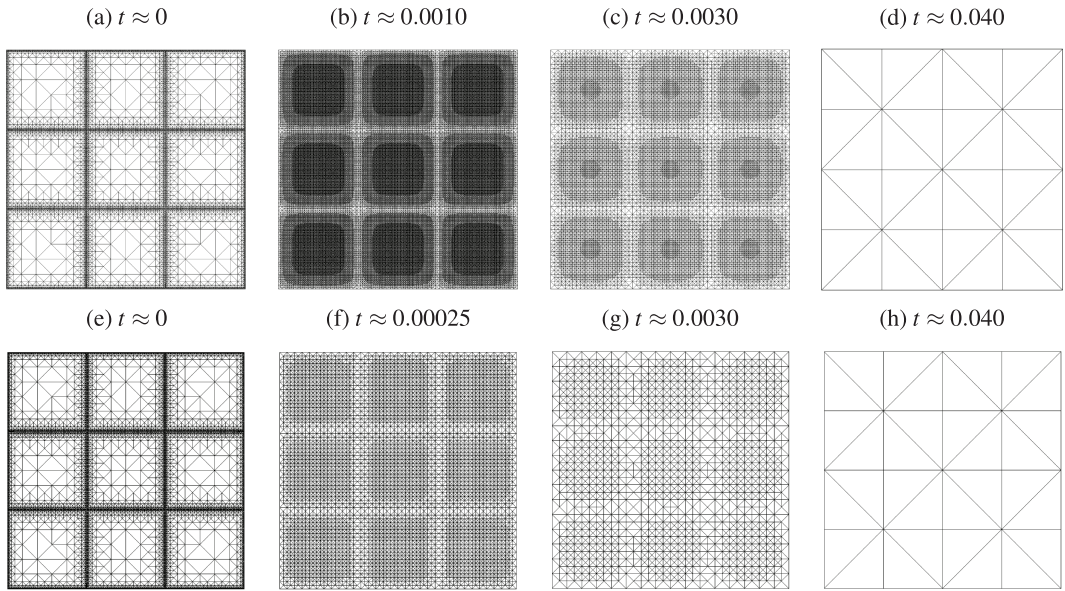 (a) t ≈ 0
(b) t ≈ 0.0010
(c) t ≈ 0.0030
(d) t ≈ 0.040
(e) t ≈ 0
(f) t ≈ 0.00025
(g) t ≈ 0.0030
(h) t ≈ 0.040